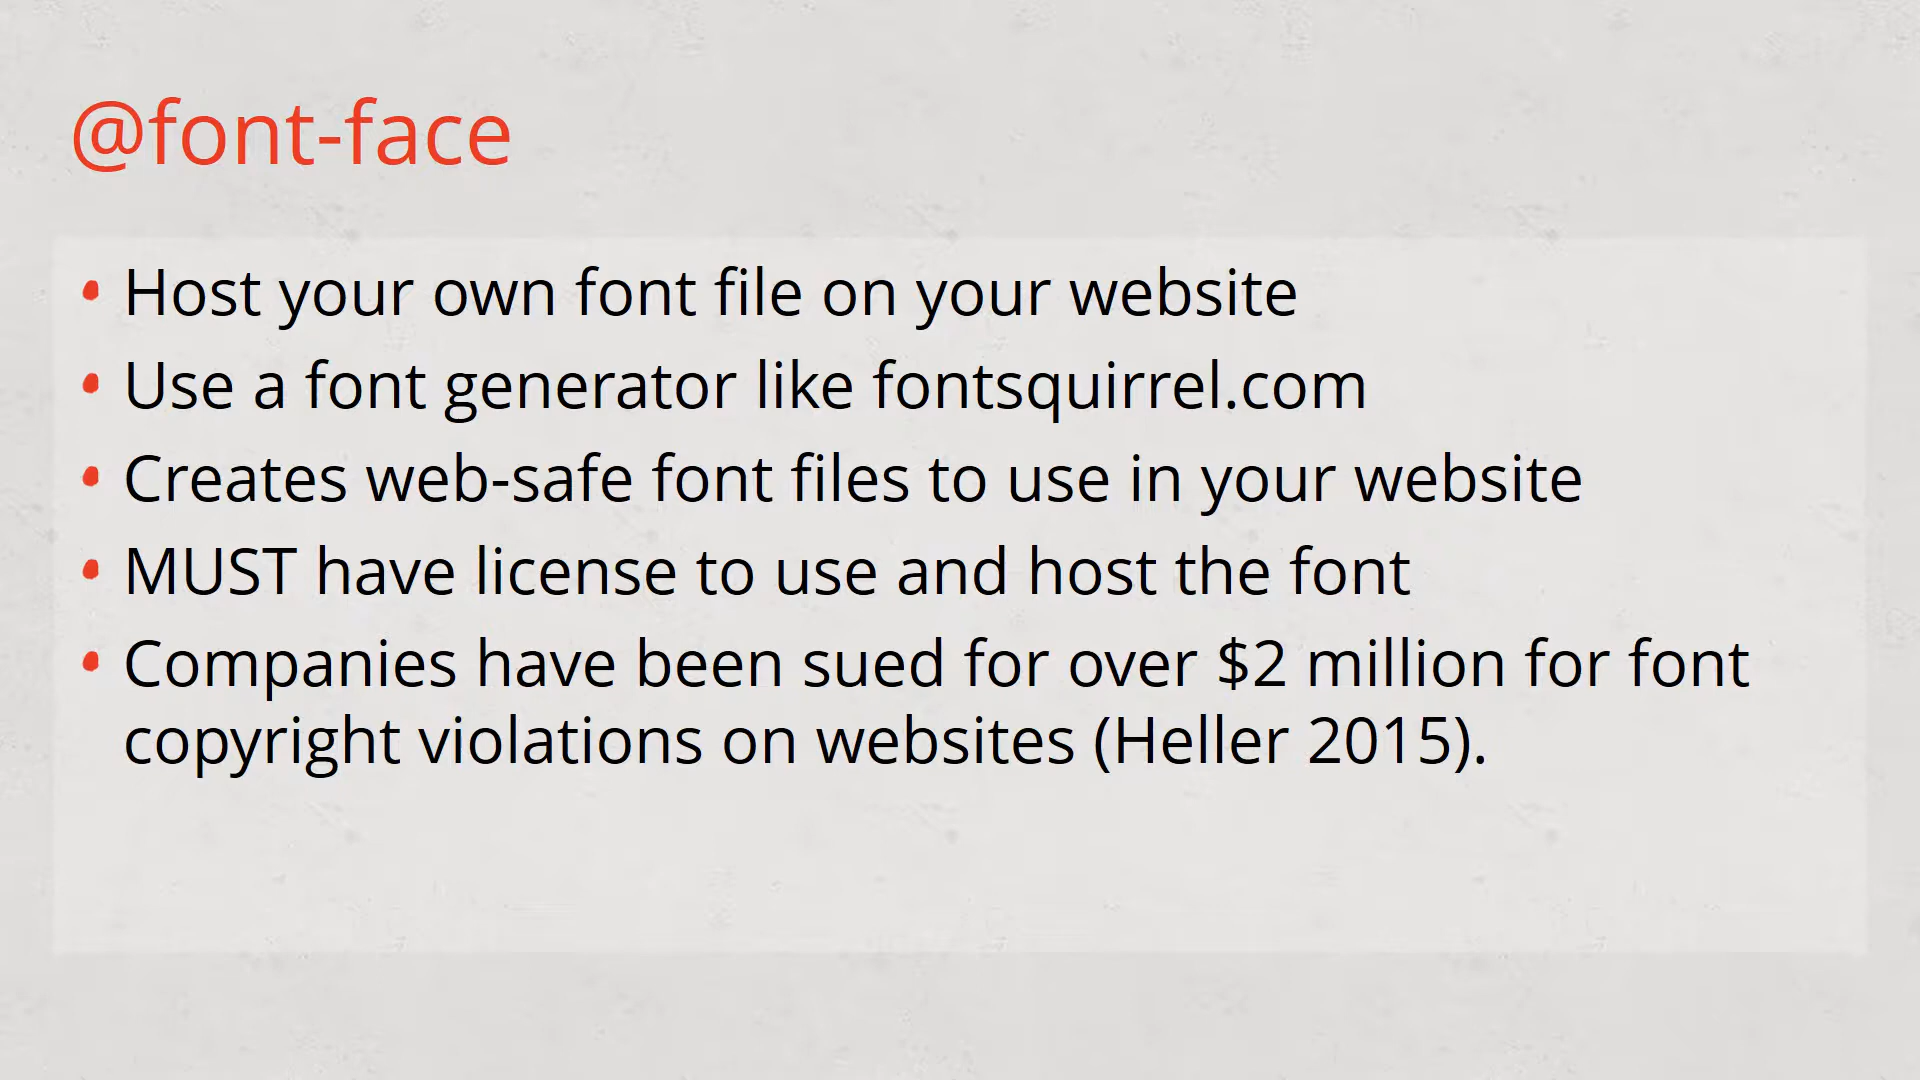 @font-face
• Host your own font file on your website
• Use a font generator like fontsquirrel.com
• Creates web-safe font files to use in your website
• MUST have license to use and host the font
• Companies have been sued for over $2 million for font
copyright violations on websites (Heller 2015).